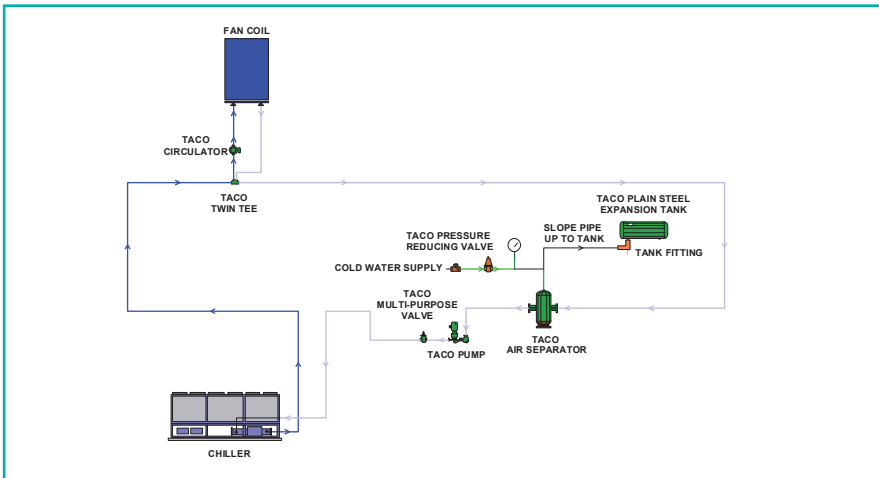 FAN COIL
TACO
CIRCULATOR
TACO
TWIN TEE
TACO PLAIN STEEL
EXPANSION TANK
TACO PRESSURE
REDUCING VALVE
SLOPE PIPE
UP TO TANK
TANK FITTING
COLD WATER SUPPLY
TACO
MULTI-PURPOSE
VALVE
TACO PUMP
TACO
AIR SEPARATOR
CHILLER